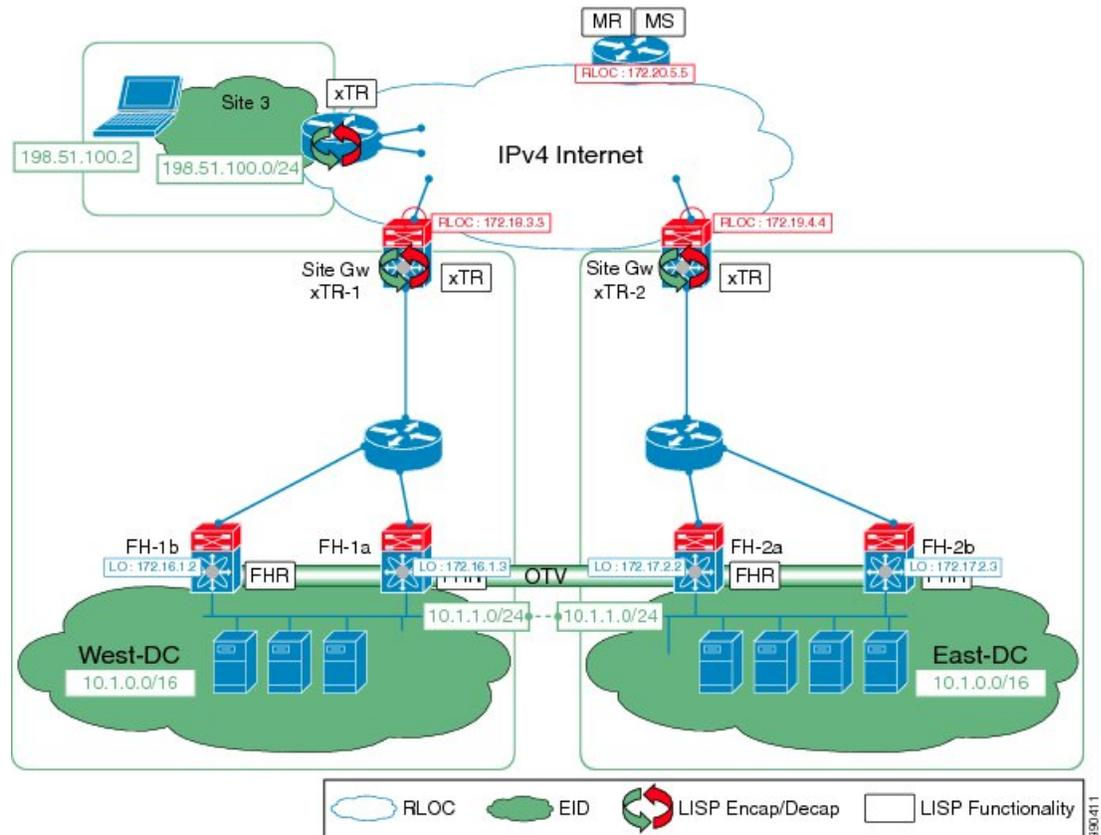 MR MS
RLOC : 172.20.5.5
Site 3
xTR
198.51.100.2
198.51.100.0/24
IPv4 Internet
RLOC : 172.18.3.3
RLOC : 172.19.4.4
Site Gw
xTR-1
xTR
Site Gw
xTR-2
xTR
FH-1b
LO : 172.16.1.2
FHR
FH-1a
LO : 172.16.1.3
OTV
FH-2a
LO : 172.17.2.2
FHR
FH-2b
LO : 172.17.2.3
10.1.1.0/24
10.1.1.0/24
West-DC
10.1.0.0/16
East-DC
10.1.0.0/16
RLOC
EID
LISP Encap/Decap
LISP Functionality